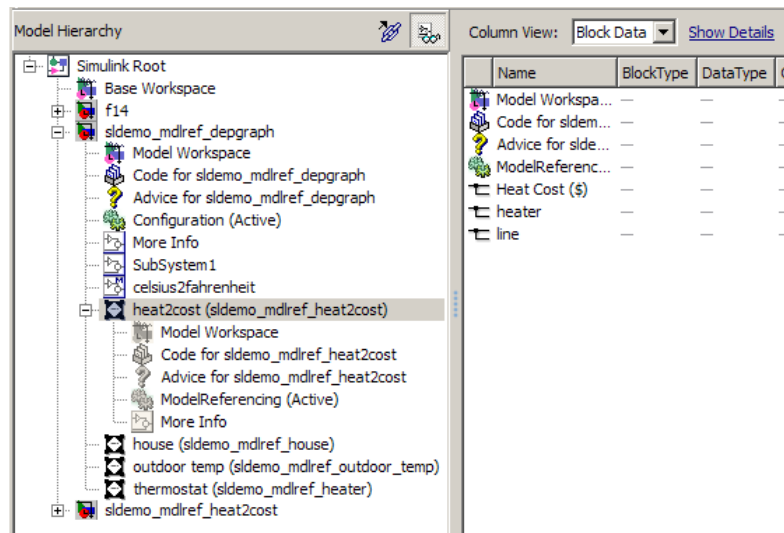 Model Hierarchy
Column View: Block Data Show Details
Simulink Root
Base Workspace
f14
sldemo_mdlref_depgraph
Model Workspace
Code for sldemo_mdlref_depgraph
Advice for sldemo_mdlref_depgraph
Configuration (Active)
More Info
SubSystem1
celsius2fahrenheit
heat2cost (sldemo_mdlref_heat2cost)
Model Workspace
Code for sldemo_mdlref_heat2cost
Advice for sldemo_mdlref_heat2cost
ModelReferencing (Active)
More Info
house (sldemo_mdlref_house)
outdoor temp (sldemo_mdlref_outdoor_temp)
thermostat (sldemo_mdlref_heater)
sldemo_mdlref_heat2cost
Name BlockType DataType
Model Workspa... — —
Code for sldem... — —
Advice for slde... — —
ModelReferenc... — —
Heat Cost ($) — —
heater — —
line — —